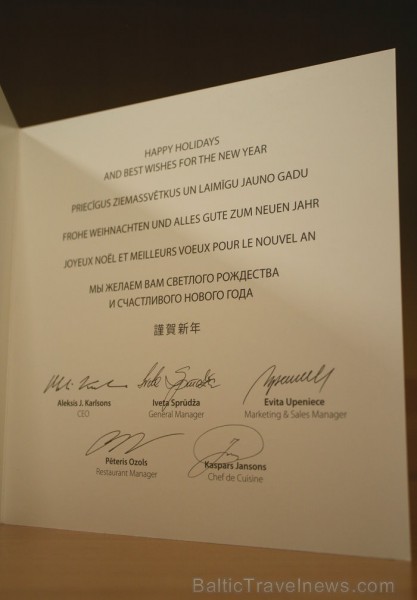 HAPPY HOLIDAYS
AND BEST WISHES FOR THE NEW YEAR
PRIECĪGUS ZIEMASSVĒTKUS UN LAIMĪGU JAUNO GADU
FROHE WEIHNACHTEN UND ALLES GUTE ZUM NEUEN JAHR
JOYEUX NOËL ET MEILLEURS VOEUX POUR LE NOUVEL AN
МЫ ЖЕЛАЕМ ВАМ СВЕТЛОГО РОЖДЕСТВА
И СЧАСТЛИВОГО НОВОГО ГОДА
謹賀新年
Aleksis J. Karlsons
CEO
Iveta Sprūdža
General Manager
Evita Upeniece
Marketing & Sales Manager
Pēteris Ozols
Restaurant Manager
Kaspars Jansons
Chef de Cuisine
BalticTravelnews.com